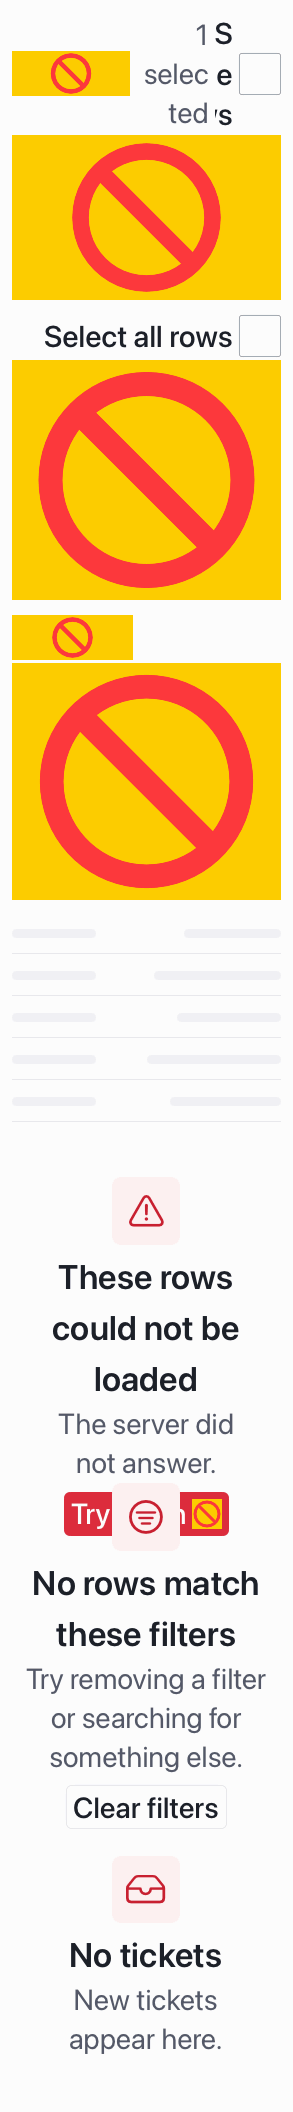 1 S
selec e
ted
Select all rows
These rows
could not be
loaded
The server did
not answer.
Try
No rows match
these filters
Try removing a filter
or searching for
something else.
Clear filters
No tickets
New tickets
appear here.